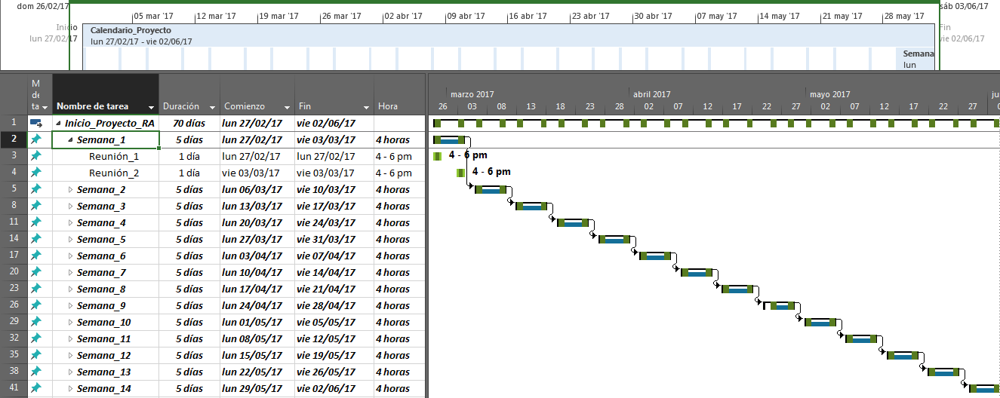 dom 26/02/17 sáb 03/06/17
05 mar '17 12 mar '17 19 mar '17 26 mar '17 02 abr '17 09 abr '17 16 abr '17 23 abr '17 30 abr '17 07 may '17 14 may '17 21 may '17 28 may '17
Inicio Calendario_Proyecto Fin
lun 27/02/17 lun 27/02/17 - vie 02/06/17 vie 02/06/17
Semana
lun
M
de
ta Nombre de tarea Duración Comienzo Fin Hora
marzo 2017 abril 2017 mayo 2017 ju
26 03 08 13 18 23 28 02 07 12 17 22 27 02 07 12 17 22 27 0
1 Inicio_Proyecto_RA 70 días lun 27/02/17 vie 02/06/17
2 Semana_1 5 días lun 27/02/17 vie 03/03/17 4 horas
3 Reunión_1 1 día lun 27/02/17 lun 27/02/17 4 - 6 pm 4 - 6 pm
4 Reunión_2 1 día vie 03/03/17 vie 03/03/17 4 - 6 pm 4 - 6 pm
5 Semana_2 5 días lun 06/03/17 vie 10/03/17 4 horas
8 Semana_3 5 días lun 13/03/17 vie 17/03/17 4 horas
11 Semana_4 5 días lun 20/03/17 vie 24/03/17 4 horas
14 Semana_5 5 días lun 27/03/17 vie 31/03/17 4 horas
17 Semana_6 5 días lun 03/04/17 vie 07/04/17 4 horas
20 Semana_7 5 días lun 10/04/17 vie 14/04/17 4 horas
23 Semana_8 5 días lun 17/04/17 vie 21/04/17 4 horas
26 Semana_9 5 días lun 24/04/17 vie 28/04/17 4 horas
29 Semana_10 5 días lun 01/05/17 vie 05/05/17 4 horas
32 Semana_11 5 días lun 08/05/17 vie 12/05/17 4 horas
35 Semana_12 5 días lun 15/05/17 vie 19/05/17 4 horas
38 Semana_13 5 días lun 22/05/17 vie 26/05/17 4 horas
41 Semana_14 5 días lun 29/05/17 vie 02/06/17 4 horas